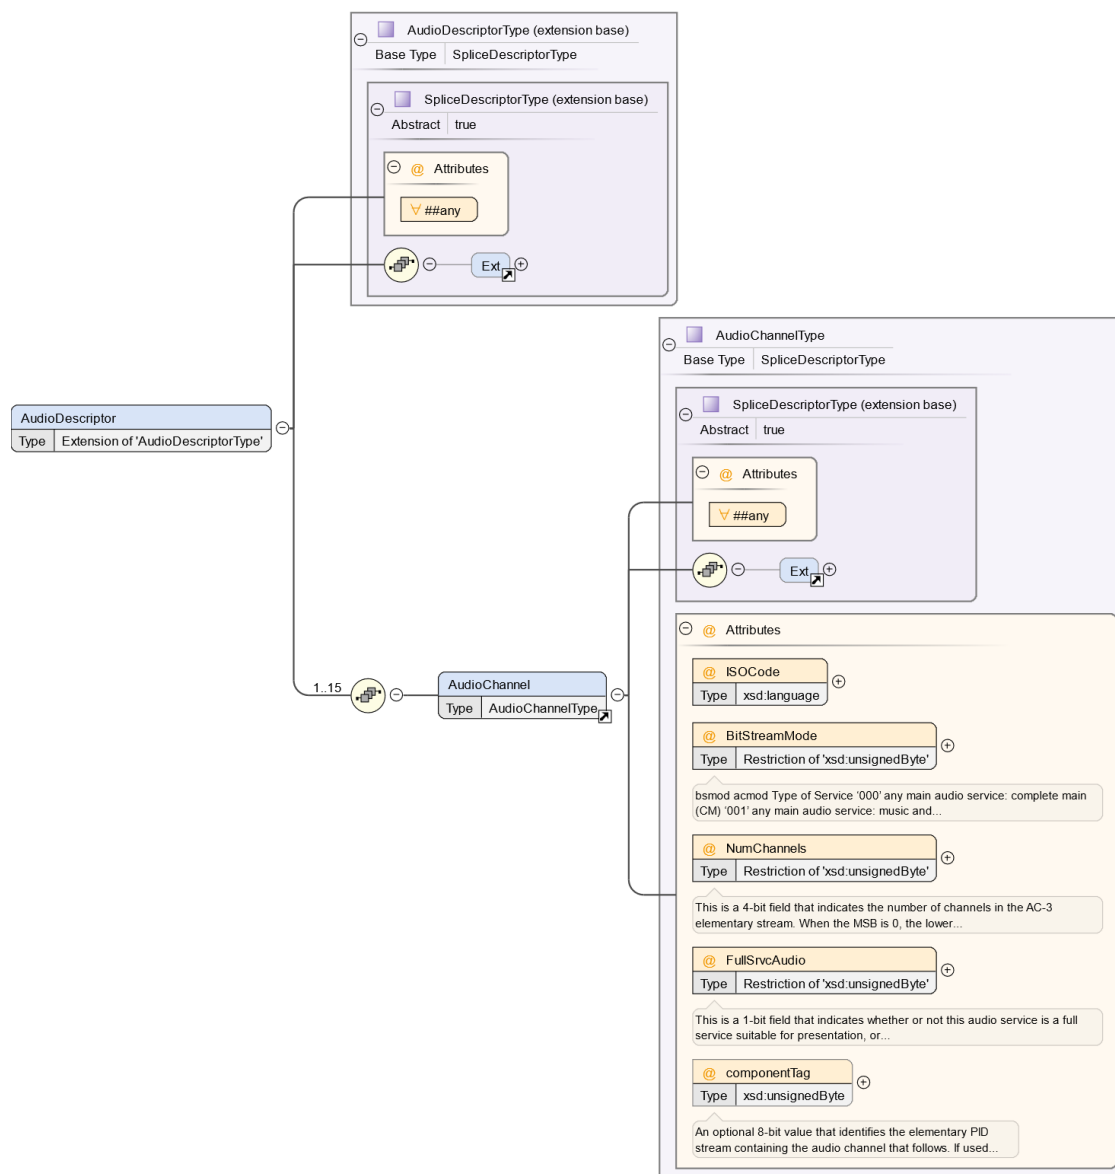 AudioDescriptorType (extension base)
Base Type SpliceDescriptorType
SpliceDescriptorType (extension base)
Abstract true
@ Attributes
∀ ##any
Ext
AudioChannelType
Base Type SpliceDescriptorType
SpliceDescriptorType (extension base)
Abstract true
@ Attributes
∀ ##any
Ext
AudioDescriptor
Type Extension of 'AudioDescriptorType'
1..15
AudioChannel
Type AudioChannelType
@ Attributes
@ ISOCode
Type xsd:language
@ BitStreamMode
Type Restriction of 'xsd:unsignedByte'
bsmod acmod Type of Service ‘000’ any main audio service: complete main
(CM) ‘001’ any main audio service: music and...
@ NumChannels
Type Restriction of 'xsd:unsignedByte'
This is a 4-bit field that indicates the number of channels in the AC-3
elementary stream. When the MSB is 0, the lower...
@ FullSrvcAudio
Type Restriction of 'xsd:unsignedByte'
This is a 1-bit field that indicates whether or not this audio service is a full
service suitable for presentation, or...
@ componentTag
Type xsd:unsignedByte
An optional 8-bit value that identifies the elementary PID
stream containing the audio channel that follows. If used...